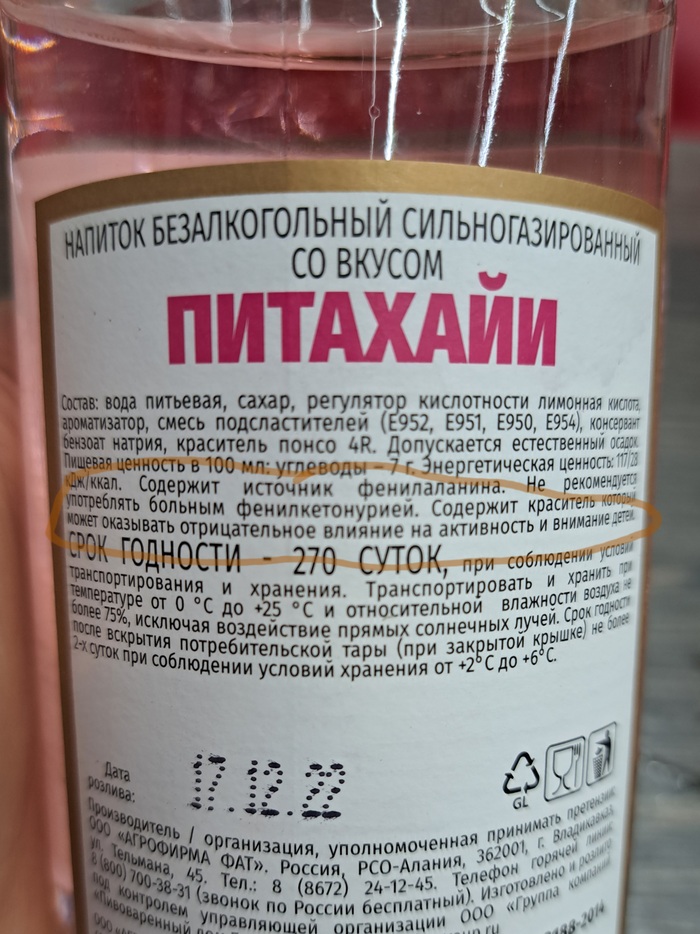 НАПИТОК БЕЗАЛКОГОЛЬНЫЙ СИЛЬНОГАЗИРОВАННЫЙ
СО ВКУСОМ
ПИТАХАЙИ
Состав: вода питьевая, сахар, регулятор кислотности лимонная кислота,
ароматизатор, смесь подсластителей (Е952, Е951, Е950, Е954), консервант
бензоат натрия, краситель понсо 4R. Допускается естественный осадок.
Пищевая ценность в 100 мл: углеводы – 7 г. Энергетическая ценность: 117/28
кДж/ккал. Содержит источник фенилаланина. Не рекомендуется
употреблять больным фенилкетонурией. Содержит краситель который
может оказывать отрицательное влияние на активность и внимание детей.
СРОК ГОДНОСТИ - 270 СУТОК, при соблюдении условий
транспортирования и хранения. Транспортировать и хранить при
температуре от 0 °С до +25 °С и относительной влажности воздуха не
более 75%, исключая воздействие прямых солнечных лучей. Срок годности
после вскрытия потребительской тары (при закрытой крышке) не более
2-х суток при соблюдении условий хранения от +2°С до +6°С.
Дата
розлива:
17.12.22
GL
Производитель / организация, уполномоченная принимать претензии:
ООО «АГРОФИРМА ФАТ». Россия, РСО-Алания, 362001, г. Владикавказ,
ул. Тельмана, 45. Тел.: 8 (8672) 24-12-45. Телефон горячей линии:
8 (800) 700-38-31 (звонок по России бесплатный). Изготовлено и розлито
под контролем управляющей организации ООО «Группа компаний
«Пивоваренный